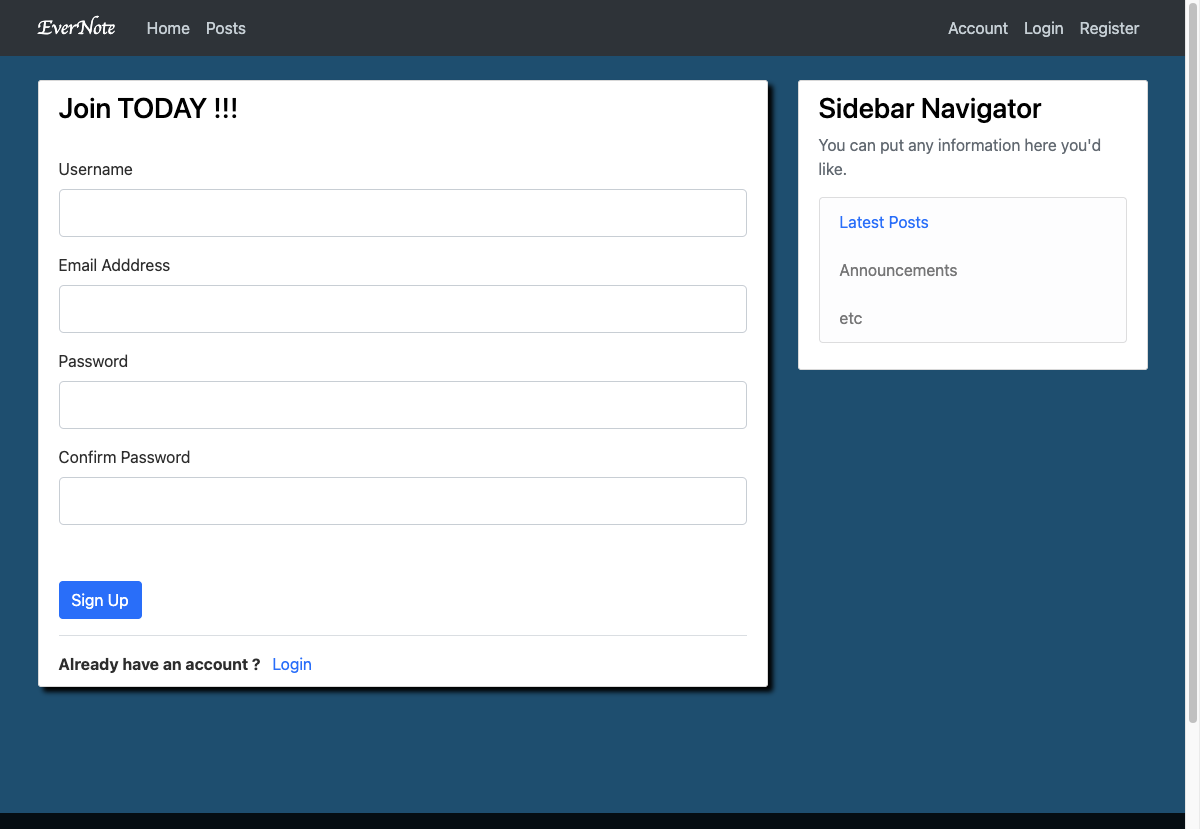 EverNote
Home
Posts
Account
Login
Register
Join TODAY !!!
Username
Email Adddress
Password
Confirm Password
Sign Up
Already have an account ? Login
Sidebar Navigator
You can put any information here you'd
like.
Latest Posts
Announcements
etc